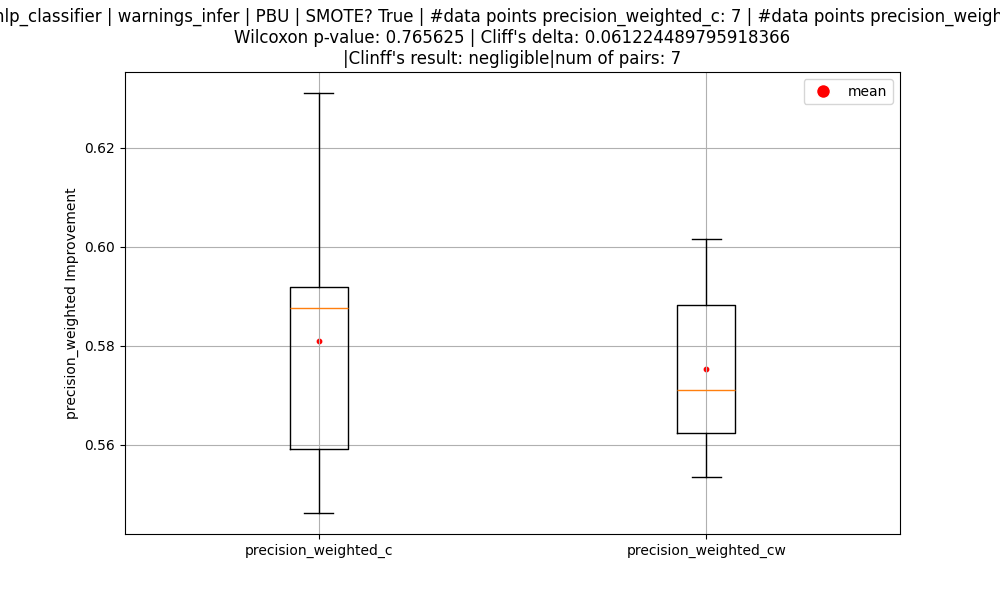 nlp_classifier | warnings_infer | PBU | SMOTE? True | #data points precision_weighted_c: 7 | #data points
Wilcoxon p-value: 0.765625 | Cliff's delta: 0.061224489795918366
|Clinff's result: negligible|num of pairs: 7
mean
0.62
0.60
0.58
0.56
precision_weighted Improvement
precision_weighted_c
precision_weighted_cw